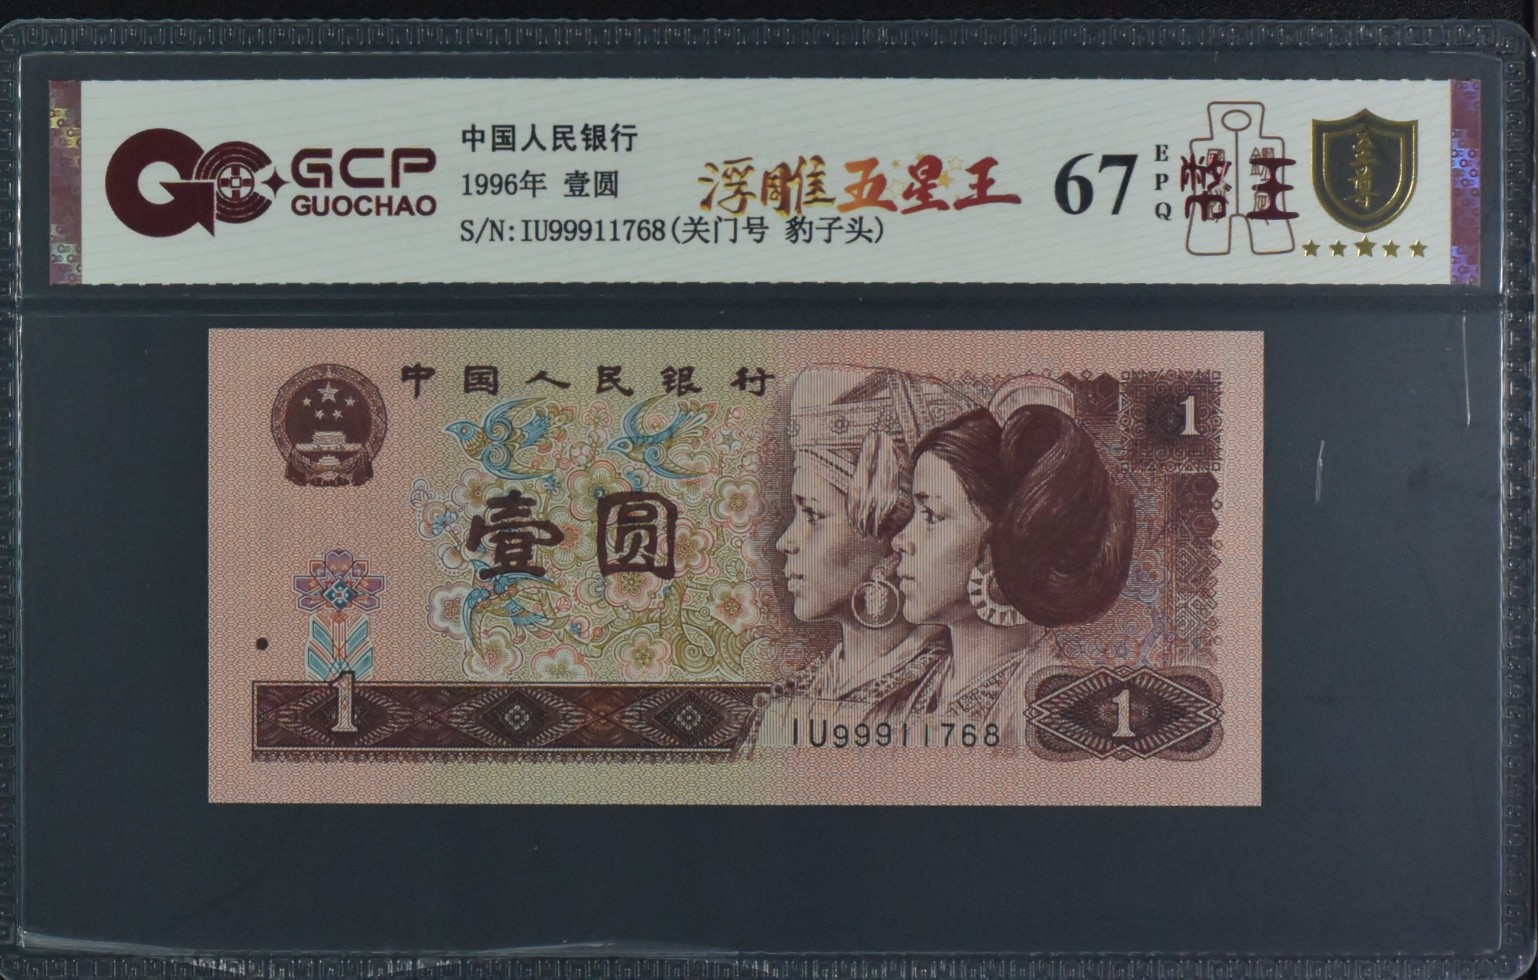 GCP
GUOCHAO
中国人民银行
1996年 壹圆
S/N:IU99911768(关门号 豹子头)
浮雕五星王
67
EPQ
至尊
中国人民银行
1
壹圆
1
IU99911768
1